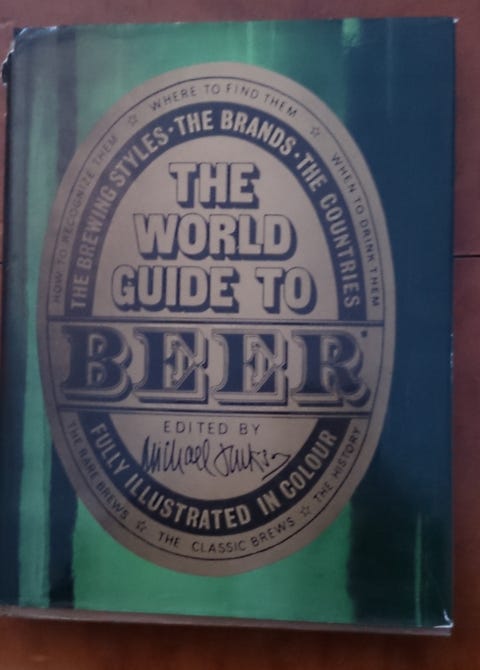 HOW TO RECOGNIZE THEM ☆ WHERE TO FIND THEM ☆ WHEN TO DRINK THEM
THE BREWING STYLES · THE BRANDS · THE COUNTRIES
THE
WORLD
GUIDE TO
BEER
EDITED BY
Michael Jackson
FULLY ILLUSTRATED IN COLOUR
THE RARE BREWS ☆ THE CLASSIC BREWS ☆ THE HISTORY